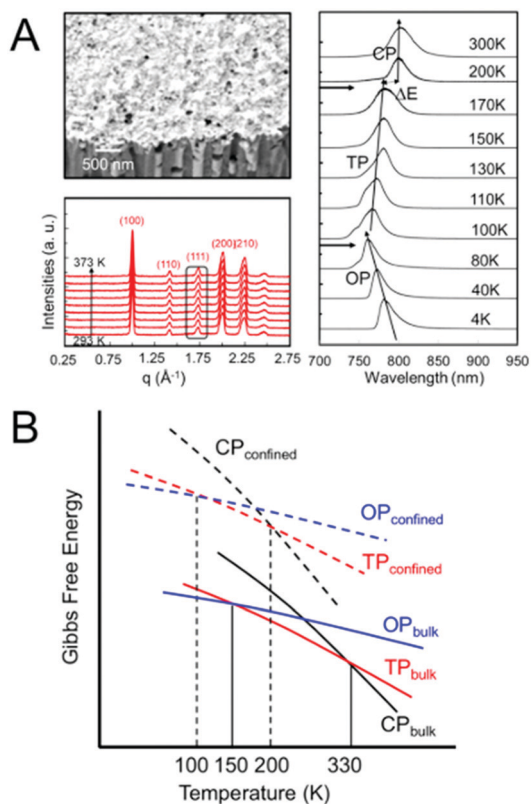 A
500 nm
Intensities (a. u.)
(100)
(110)
(111)
(200)
(210)
373 K
293 K
0.25 0.75 1.25 1.75 2.25 2.75
q (Å-1)
CP
300K
200K
ΔE
170K
150K
TP
130K
110K
100K
80K
OP
40K
4K
700 750 800 850 900 950
Wavelength (nm)
B
Gibbs Free Energy
CPconfined
OPconfined
TPconfined
OPbulk
TPbulk
CPbulk
100 150 200 330
Temperature (K)